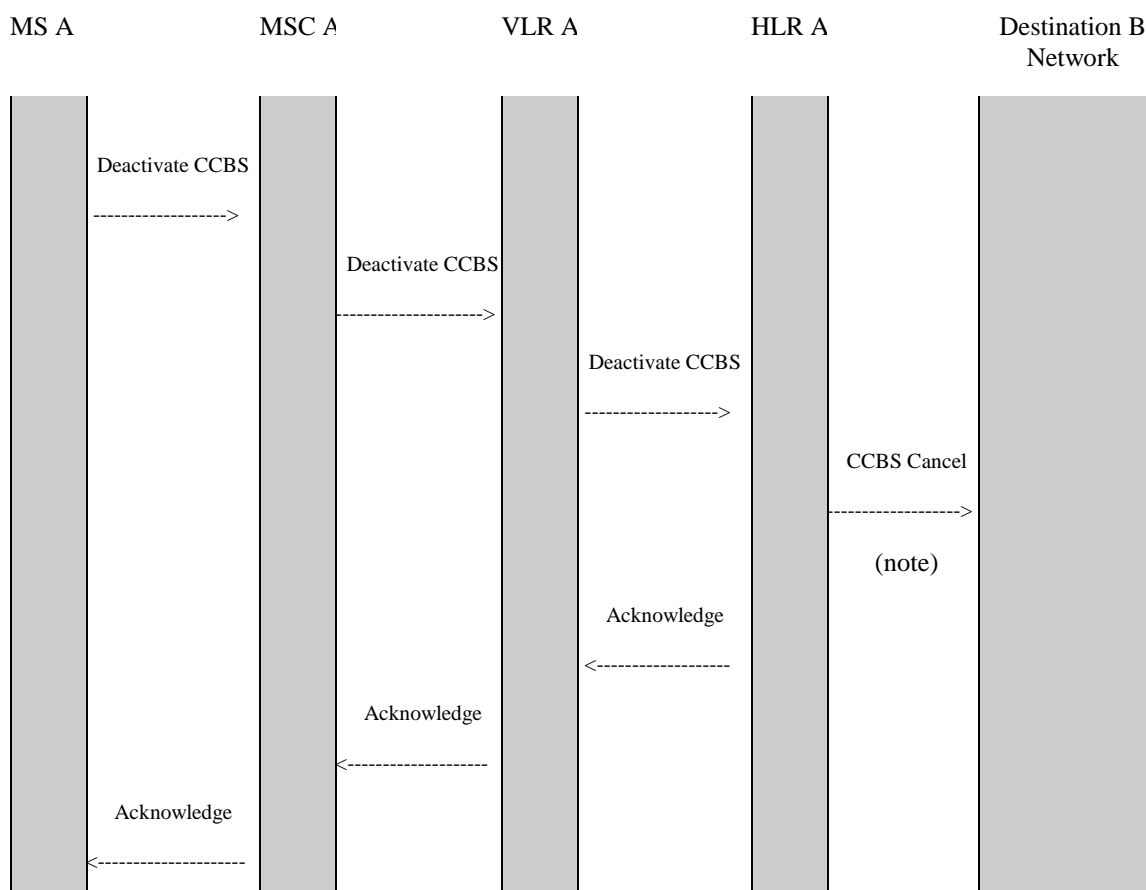 MS A
MSC A
VLR A
HLR A
Destination B
Network
Deactivate CCBS
-------------------->
Deactivate CCBS
---------------------->
Deactivate CCBS
-------------------->
CCBS Cancel
--------------------->
(note)
Acknowledge
<---------------------
Acknowledge
<---------------------
Acknowledge
<----------------------